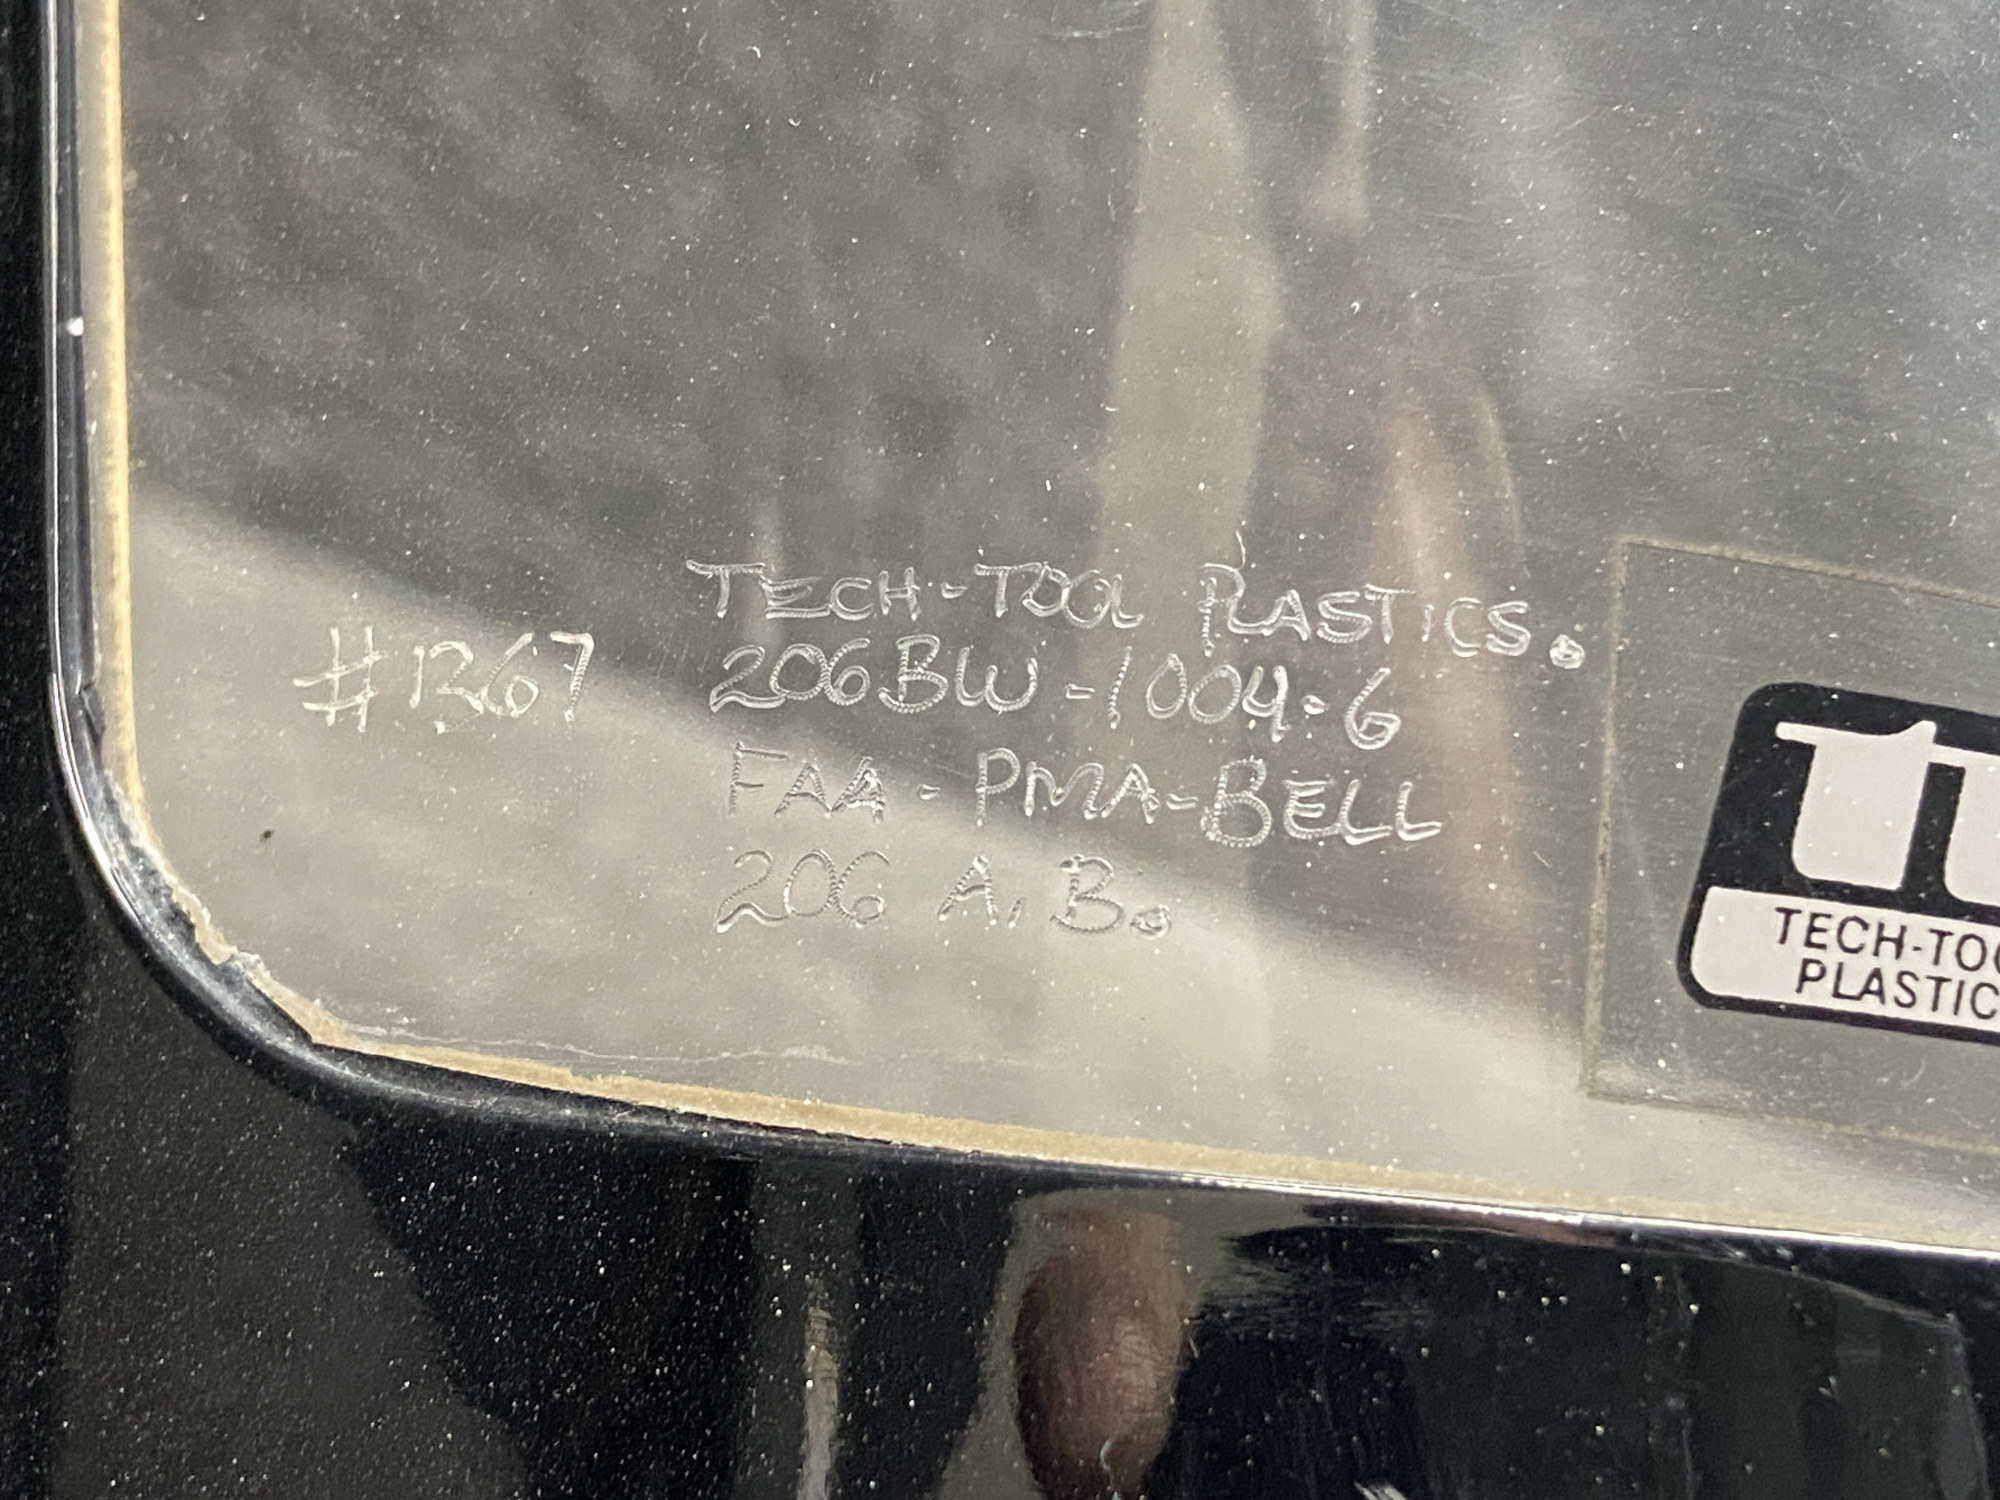 TECH-TOOL PLASTICS.
#1367
206BW-1004-6
FAA-PMA-BELL
206 A, B.
TECH-TOO
PLASTIC